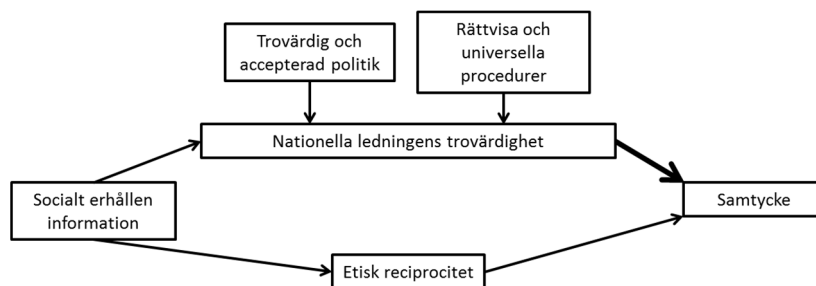 Trovärdig och
accepterad politik
Rättvisa och
universella
procedurer
Nationella ledningens trovärdighet
Socialt erhållen
information
Samtycke
Etisk reciprocitet